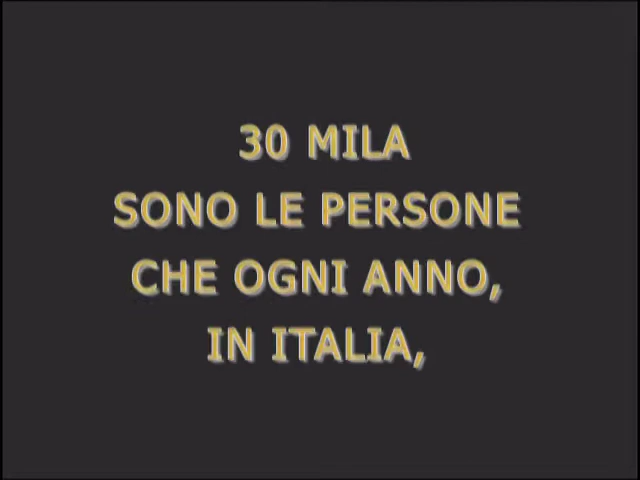 30 MILA
SONO LE PERSONE
CHE OGNI ANNO,
IN ITALIA,